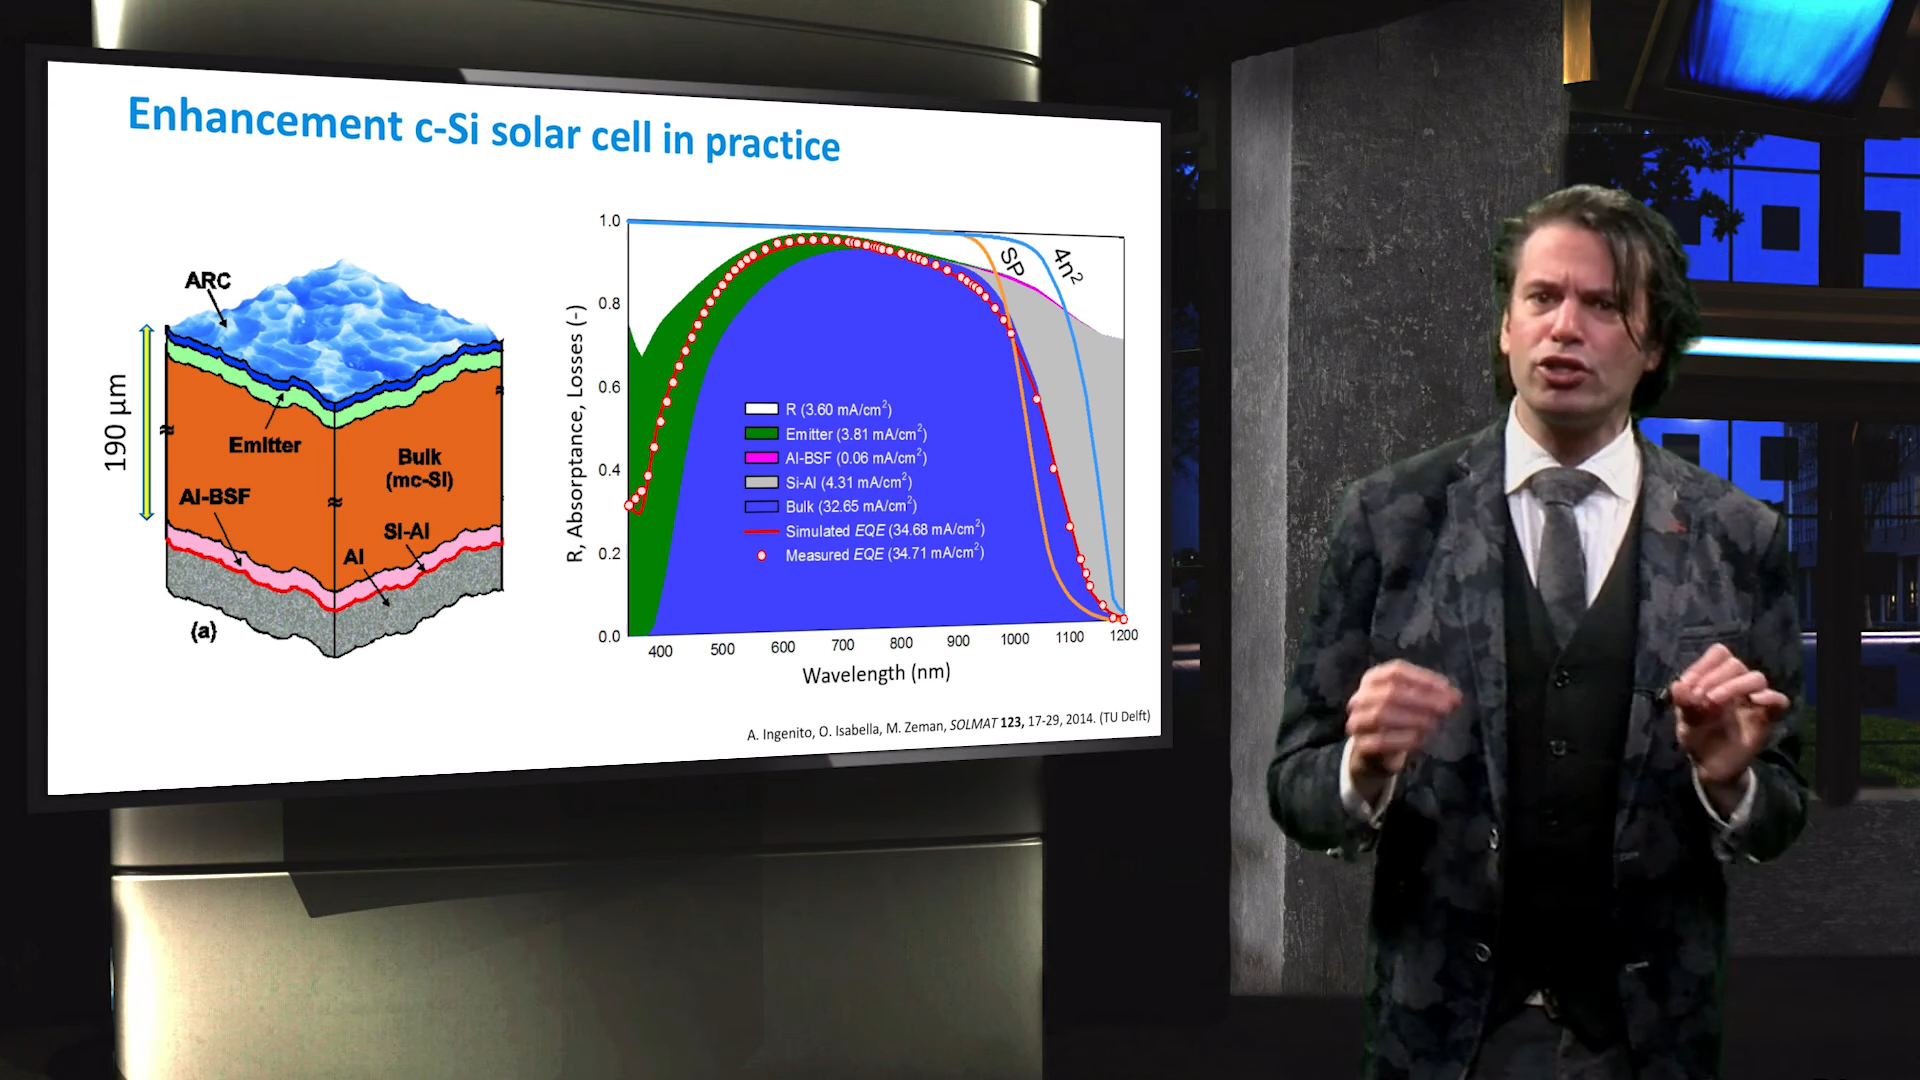 Enhancement c-Si solar cell in practice
ARC
190 µm
Emitter
Bulk
(mc-Si)
Al-BSF
Si-Al
Al
(a)
R, Absorptance, Losses (-)
1.0
0.8
0.6
0.4
0.2
0.0
SP
4n²
R (3.60 mA/cm²)
Emitter (3.81 mA/cm²)
Al-BSF (0.06 mA/cm²)
Si-Al (4.31 mA/cm²)
Bulk (32.65 mA/cm²)
Simulated EQE (34.68 mA/cm²)
Measured EQE (34.71 mA/cm²)
400 500 600 700 800 900 1000 1100 1200
Wavelength (nm)
A. Ingenito, O. Isabella, M. Zeman, SOLMAT 123, 17-29, 2014. (TU Delft)